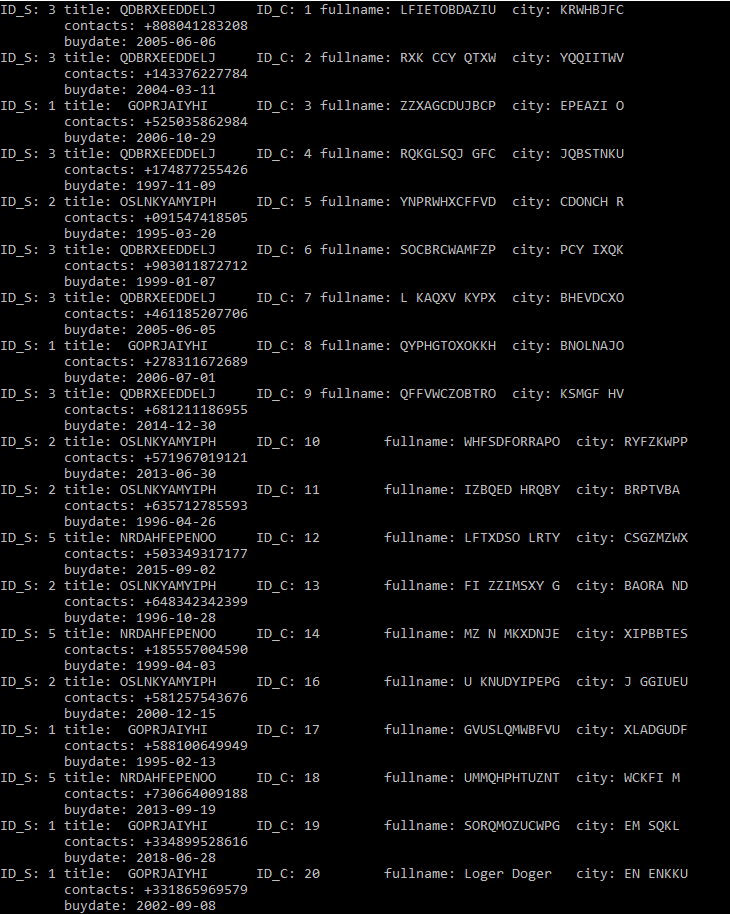 ID_S: 3 title: QDBRXEEDDELJ ID_C: 1 fullname: LFIETOBDAZIU city: KRWHBJFC
contacts: +808041283208
buydate: 2005-06-06
ID_S: 3 title: QDBRXEEDDELJ ID_C: 2 fullname: RXK CCY QTXW city: YQQIITWV
contacts: +143376227784
buydate: 2004-03-11
ID_S: 1 title:  GOPRJAIYHI ID_C: 3 fullname: ZZXAGCDUJBCP city: EPEAZI O
contacts: +525035862984
buydate: 2006-10-29
ID_S: 3 title: QDBRXEEDDELJ ID_C: 4 fullname: RQKGLSQJ GFC city: JQBSTNKU
contacts: +174877255426
buydate: 1997-11-09
ID_S: 2 title: OSLNKYAMYIPH ID_C: 5 fullname: YNPRWHXCFFVD city: CDONCH R
contacts: +091547418505
buydate: 1995-03-20
ID_S: 3 title: QDBRXEEDDELJ ID_C: 6 fullname: SOCBRCWAMFZP city: PCY IXQK
contacts: +903011872712
buydate: 1999-01-07
ID_S: 3 title: QDBRXEEDDELJ ID_C: 7 fullname: L KAQXV KYPX city: BHEVDCXO
contacts: +461185207706
buydate: 2005-06-05
ID_S: 1 title:  GOPRJAIYHI ID_C: 8 fullname: QYPHGTOXOKKH city: BNOLNAJO
contacts: +278311672689
buydate: 2006-07-01
ID_S: 3 title: QDBRXEEDDELJ ID_C: 9 fullname: QFFVWCZOBTRO city: KSMGF HV
contacts: +681211186955
buydate: 2014-12-30
ID_S: 2 title: OSLNKYAMYIPH ID_C: 10 fullname: WHFSDFORRAPO city: RYFZKWPP
contacts: +571967019121
buydate: 2013-06-30
ID_S: 2 title: OSLNKYAMYIPH ID_C: 11 fullname: IZBQED HRQBY city: BRPTVBA
contacts: +635712785593
buydate: 1996-04-26
ID_S: 5 title: NRDAHFEPENOO ID_C: 12 fullname: LFTXDSO LRTY city: CSGZMZWX
contacts: +503349317177
buydate: 2015-09-02
ID_S: 2 title: OSLNKYAMYIPH ID_C: 13 fullname: FI ZZIMSXY G city: BAORA ND
contacts: +648342342399
buydate: 1996-10-28
ID_S: 5 title: NRDAHFEPENOO ID_C: 14 fullname: MZ N MKXDNJE city: XIPBBTES
contacts: +185557004590
buydate: 1999-04-03
ID_S: 2 title: OSLNKYAMYIPH ID_C: 16 fullname: U KNUDYIPEPG city: J GGIUEU
contacts: +581257543676
buydate: 2000-12-15
ID_S: 1 title:  GOPRJAIYHI ID_C: 17 fullname: GVUSLQMWBFVU city: XLADGUDF
contacts: +588100649949
buydate: 1995-02-13
ID_S: 5 title: NRDAHFEPENOO ID_C: 18 fullname: UMMQHPHTUZNT city: WCKFI M
contacts: +730664009188
buydate: 2013-09-19
ID_S: 1 title:  GOPRJAIYHI ID_C: 19 fullname: SORQMOZUCWPG city: EM SQKL
contacts: +334899528616
buydate: 2018-06-28
ID_S: 1 title:  GOPRJAIYHI ID_C: 20 fullname: Loger Doger city: EN ENKKU
contacts: +331865969579
buydate: 2002-09-08